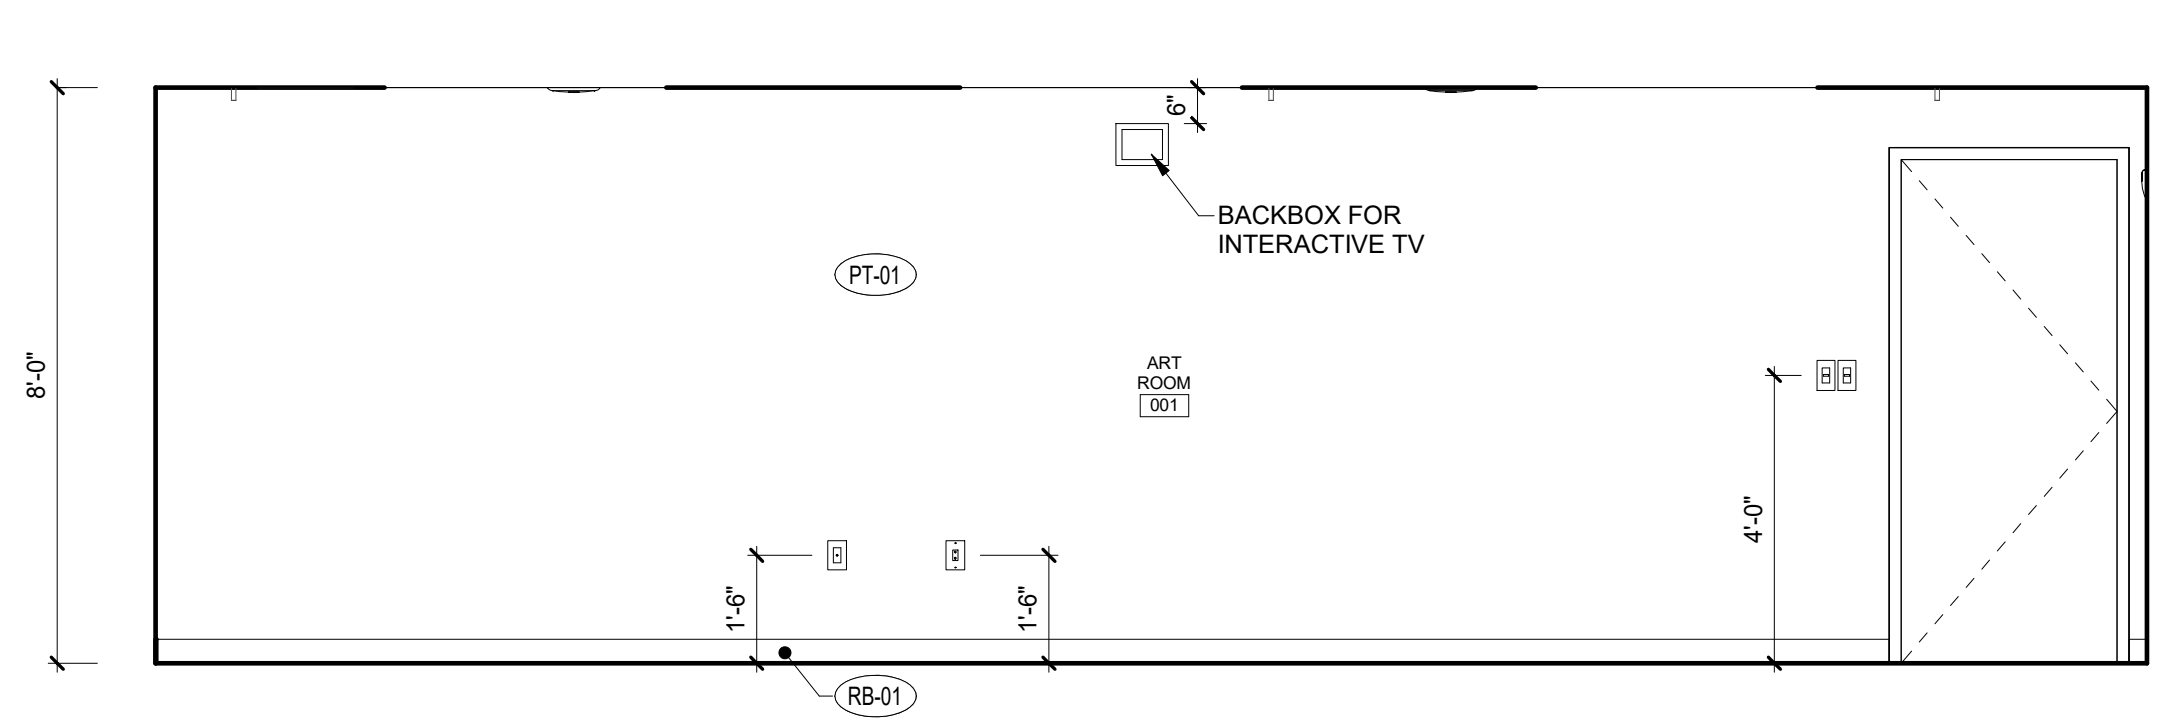 6"
BACKBOX FOR
INTERACTIVE TV
PT-01
8'-0"
ART
ROOM
001
4'-0"
1'-6"
1'-6"
RB-01